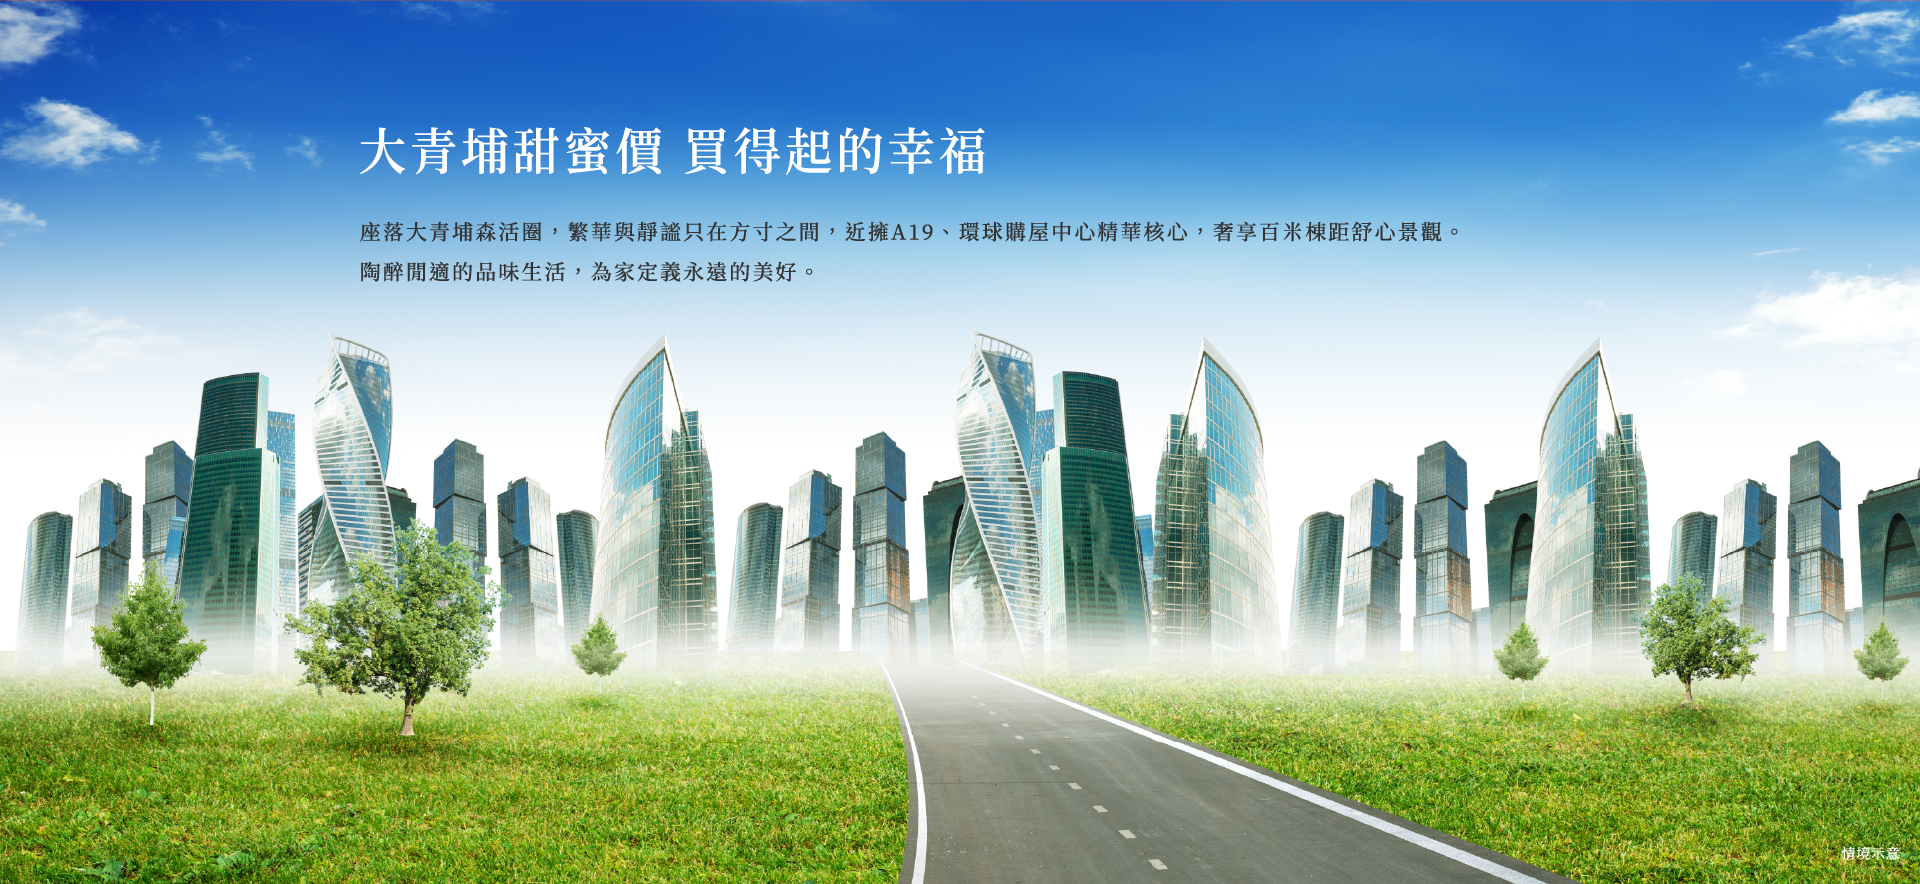 大青埔甜蜜價 買得起的幸福
座落大青埔森活圈，繁華與靜謐只在方寸之間，近擁A19、環球購屋中心精華核心，奢享百米棟距舒心景觀。
陶醉閒適的品味生活，為家定義永遠的美好。
情境示意